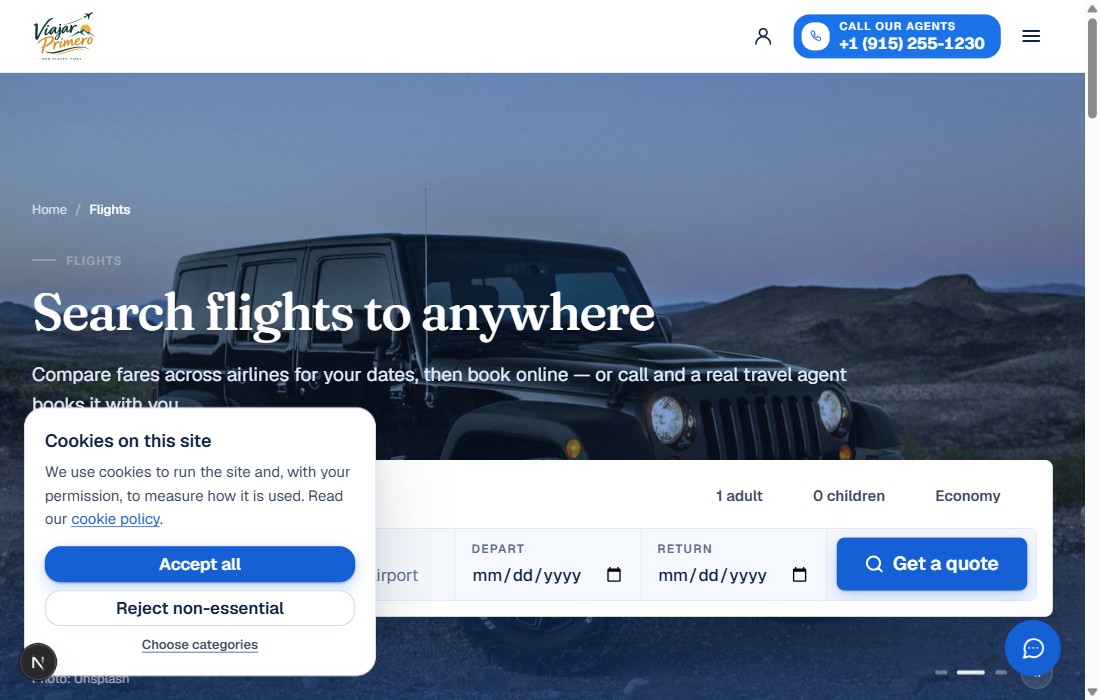 Viajar
Primero
CALL OUR AGENTS
+1 (915) 255-1230
Home / Flights
FLIGHTS
Search flights to anywhere
Compare fares across airlines for your dates, then book online — or call and a real travel agent
books it with you
Cookies on this site
We use cookies to run the site and, with your
permission, to measure how it is used. Read
our cookie policy.
Accept all
Reject non-essential
Choose categories
1 adult
0 children
Economy
irport
DEPART
mm/dd/yyyy
RETURN
mm/dd/yyyy
Get a quote
N
Photo: Unsplash